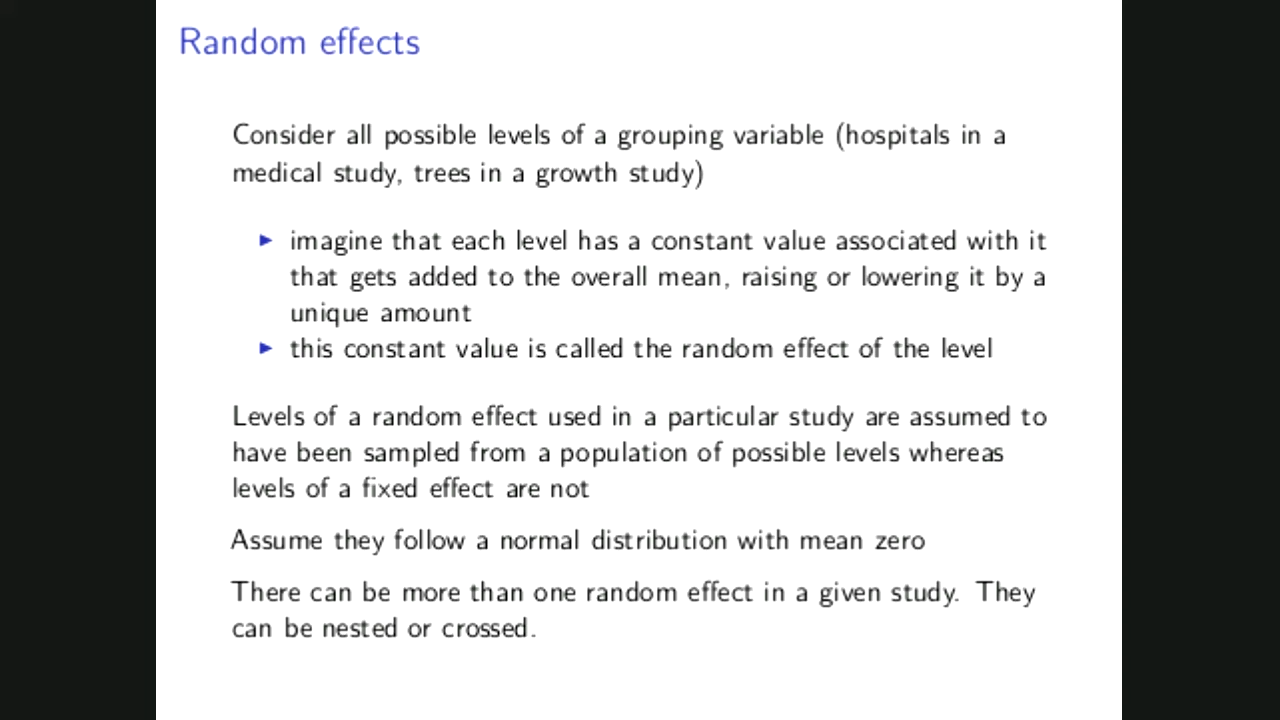 Random effects
Consider all possible levels of a grouping variable (hospitals in a
medical study, trees in a growth study)
► imagine that each level has a constant value associated with it
that gets added to the overall mean, raising or lowering it by a
unique amount
► this constant value is called the random effect of the level
Levels of a random effect used in a particular study are assumed to
have been sampled from a population of possible levels whereas
levels of a fixed effect are not
Assume they follow a normal distribution with mean zero
There can be more than one random effect in a given study. They
can be nested or crossed.